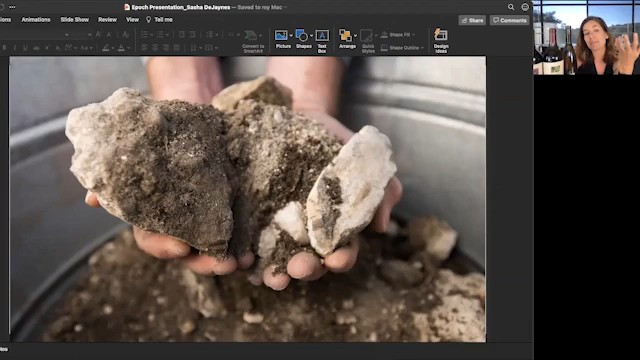 Epoch Presentation_Sasha DeJaynes — Saved to my Mac
Animations Slide Show Review View Tell me
Share Comments
Convert to
SmartArt
Picture Shapes Text
Box
Arrange Quick
Styles
Shape Fill
Shape Outline
Design
Ideas